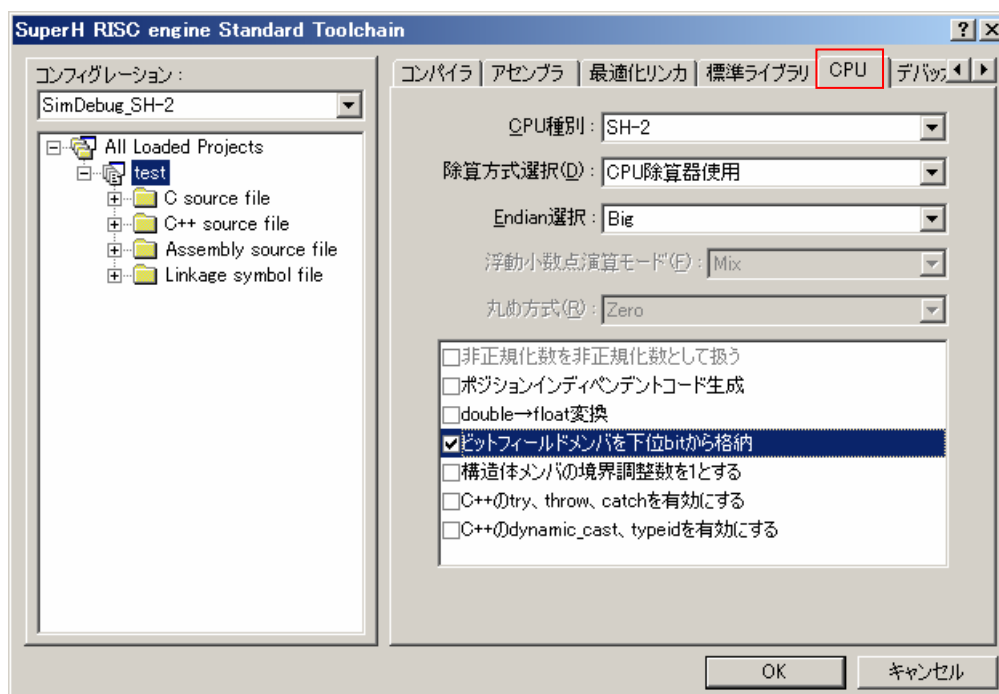 SuperH RISC engine Standard Toolchain
コンフィグレーション :
SimDebug_SH-2
All Loaded Projects
test
C source file
C++ source file
Assembly source file
Linkage symbol file
コンパイラ アセンブラ 最適化リンカ 標準ライブラリ CPU デバッ
CPU種別 : SH-2
除算方式選択(D) : CPU除算器使用
Endian選択 : Big
浮動小数点演算モード(F) : Mix
丸め方式(R) : Zero
非正規化数を非正規化数として扱う
ポジションインディペンデントコード生成
double→float変換
ビットフィールドメンバを下位bitから格納
構造体メンバの境界調整数を1とする
C++のtry、throw、catchを有効にする
C++のdynamic_cast、typeidを有効にする
OK キャンセル